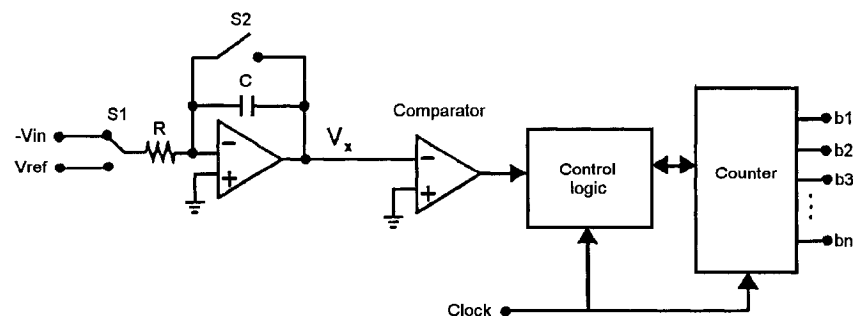 S2
C
S1
R
-Vin
Vref
-
+
Vx
Comparator
-
+
Control
logic
Counter
b1
b2
b3
bn
Clock